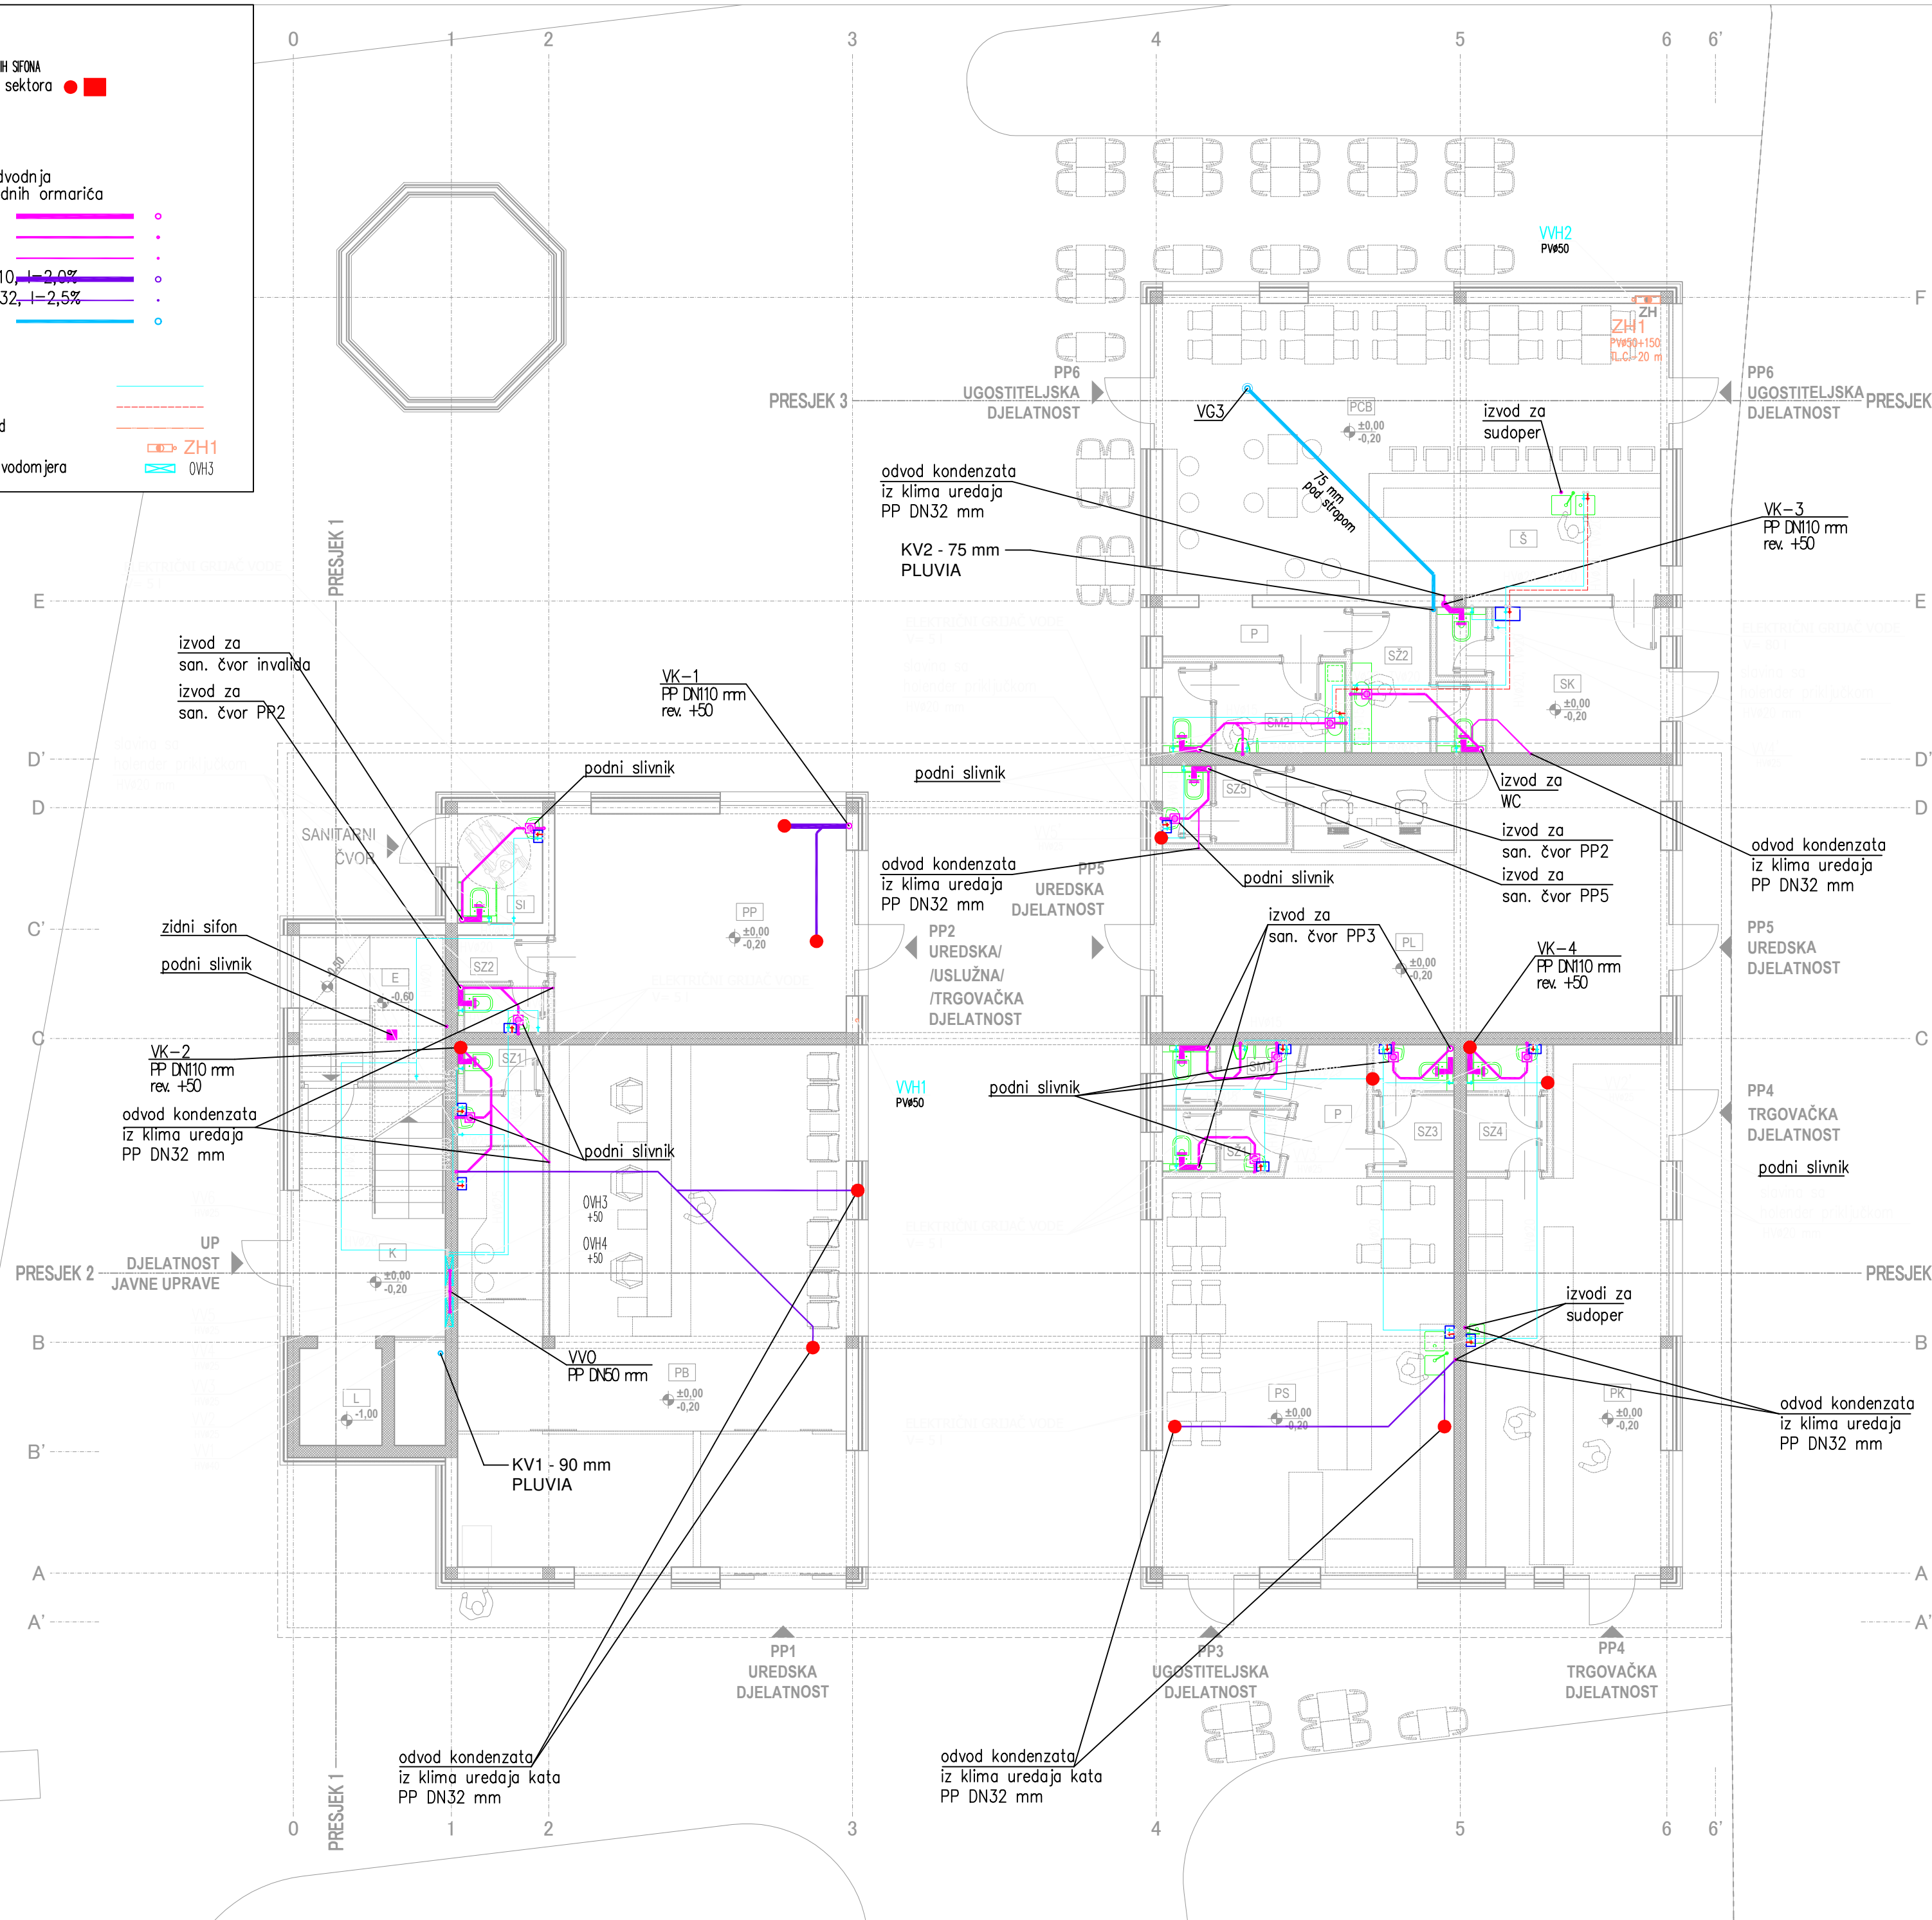 IH SIFONA
sektora
dvodnja
dnih ormarića
10, I=2,0%
32, I=2,5%
d
ZH1
vodomjera
OVH3
0
1
2
3
4
5
6
6'
VVH2
PVø50
F
ZH
ZH1
PVø50+150
TL.C.-20 m
PP6
UGOSTITELJSKA
DJELATNOST
PP6
UGOSTITELJSKA
DJELATNOST
PRESJEK 3
PRESJEK
VG3
PCB
±0,00
-0,20
izvod za
sudoper
odvod kondenzata
iz klima uredaja
PP DN32 mm
75 mm
pod stropom
VK-3
PP DN110 mm
rev. +50
KV2 - 75 mm
PLUVIA
Š
PRESJEK 1
E
E
izvod za
san. čvor invalida
izvod za
san. čvor PP2
VK-1
PP DN110 mm
rev. +50
P
SŽ2
SK
±0,00
-0,20
SM2
D'
D'
podni slivnik
podni slivnik
SZ5
izvod za
WC
D
D
SANITARNI
ČVOR
izvod za
san. čvor PP2
odvod kondenzata
iz klima uredaja
PP DN32 mm
odvod kondenzata
iz klima uredaja
PP DN32 mm
PP5
UREDSKA
DJELATNOST
podni slivnik
izvod za
san. čvor PP5
SI
PP
±0,00
-0,20
C'
zidni sifon
podni slivnik
PP2
UREDSKA/
/USLUŽNA/
/TRGOVAČKA
DJELATNOST
izvod za
san. čvor PP3
PL
±0,00
-0,20
VK-4
PP DN110 mm
rev. +50
PP5
UREDSKA
DJELATNOST
C'
E
-0,60
SZ2
C
C
VK-2
PP DN110 mm
rev. +50
SZ1
SM1
odvod kondenzata
iz klima uredaja
PP DN32 mm
VVH1
PVø50
podni slivnik
P
SZ3
SZ4
PP4
TRGOVAČKA
DJELATNOST
podni slivnik
podni slivnik
OVH3
+50
OVH4
+50
UP
DJELATNOST
JAVNE UPRAVE
K
±0,00
-0,20
PRESJEK 2
PRESJEK
izvodi za
sudoper
B
B
VVO
PP DN50 mm
PB
±0,00
-0,20
L
-1,00
PS
±0,00
-0,20
PK
±0,00
-0,20
odvod kondenzata
iz klima uredaja
PP DN32 mm
B'
B'
KV1 - 90 mm
PLUVIA
A
A
A'
A'
PP1
UREDSKA
DJELATNOST
PP3
UGOSTITELJSKA
DJELATNOST
PP4
TRGOVAČKA
DJELATNOST
odvod kondenzata
iz klima uredaja kata
PP DN32 mm
odvod kondenzata
iz klima uredaja kata
PP DN32 mm
PRESJEK 1
0
1
2
3
4
5
6
6'